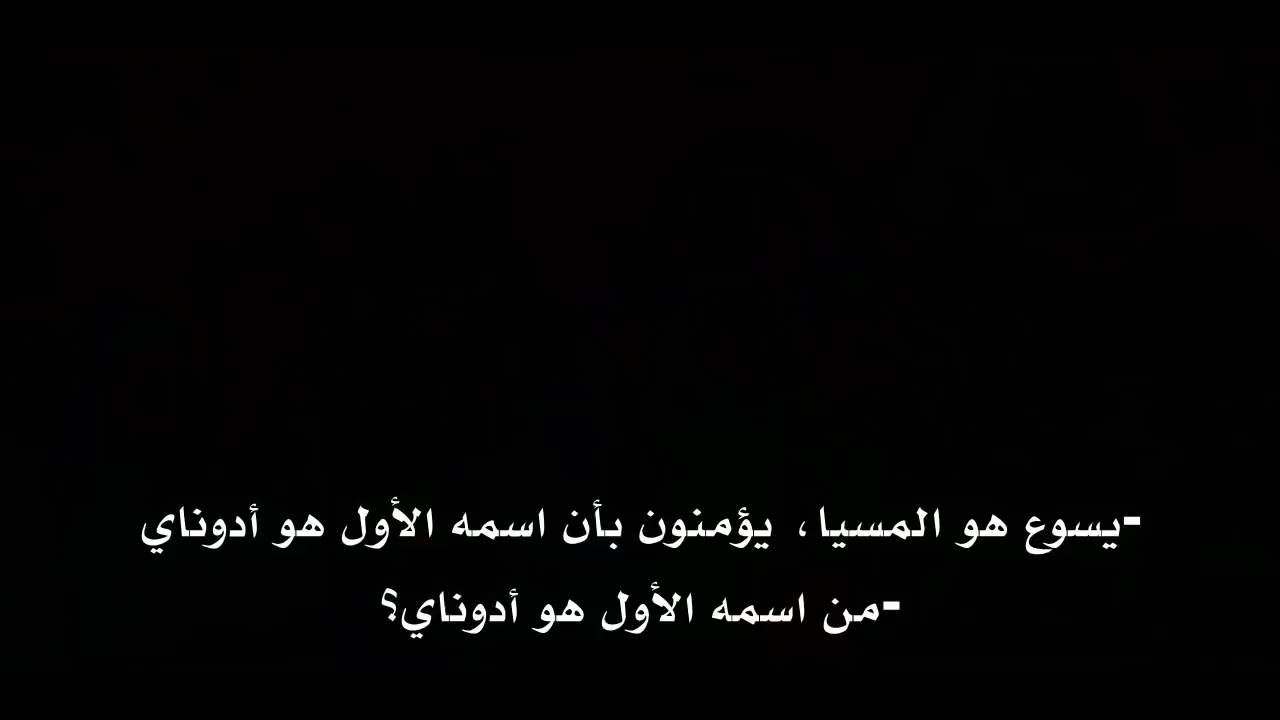 -يسوع هو المسيا، يؤمنون بأن اسمه الأول هو أدوناي
-من اسمه الأول هو أدوناي؟